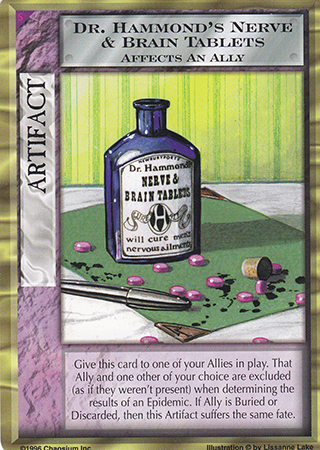 DR. HAMMOND'S NERVE
& BRAIN TABLETS
AFFECTS AN ALLY
ARTIFACT
NEWBURYPORT'S
Dr. Hammond's
NERVE &
BRAIN TABLETS
H
will cure
nervous ailments
Give this card to one of your Allies in play. That
Ally and one other of your choice are excluded
(as if they weren't present) when determining the
results of an Epidemic. If Ally is Buried or
Discarded, then this Artifact suffers the same fate.
©1996 Chaosium Inc.
Illustration © by Lissanne Lake